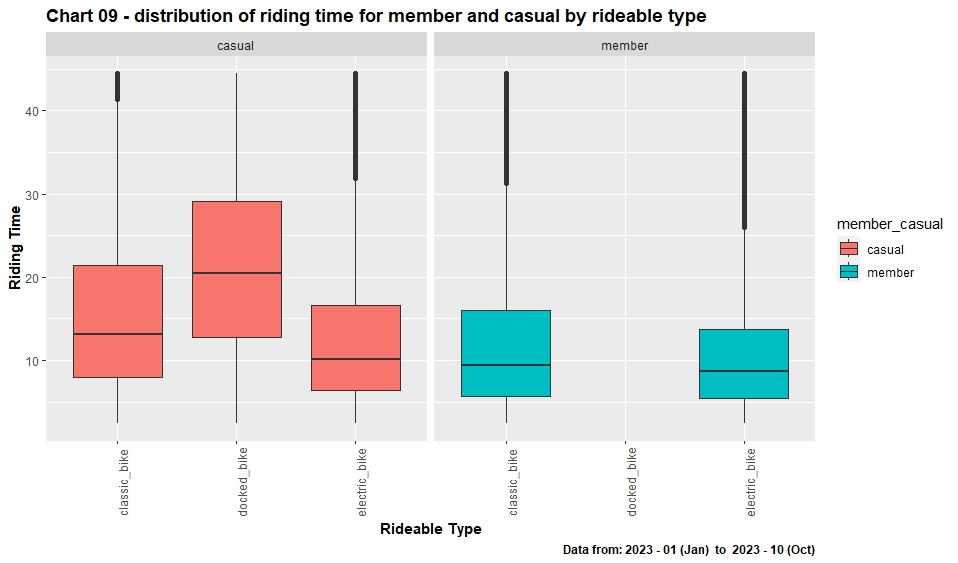 Chart 09 - distribution of riding time for member and casual by rideable type
casual
member
40
30
20
10
Riding Time
classic_bike
docked_bike
electric_bike
classic_bike
docked_bike
electric_bike
Rideable Type
member_casual
casual
member
Data from: 2023 - 01 (Jan)  to  2023 - 10 (Oct)